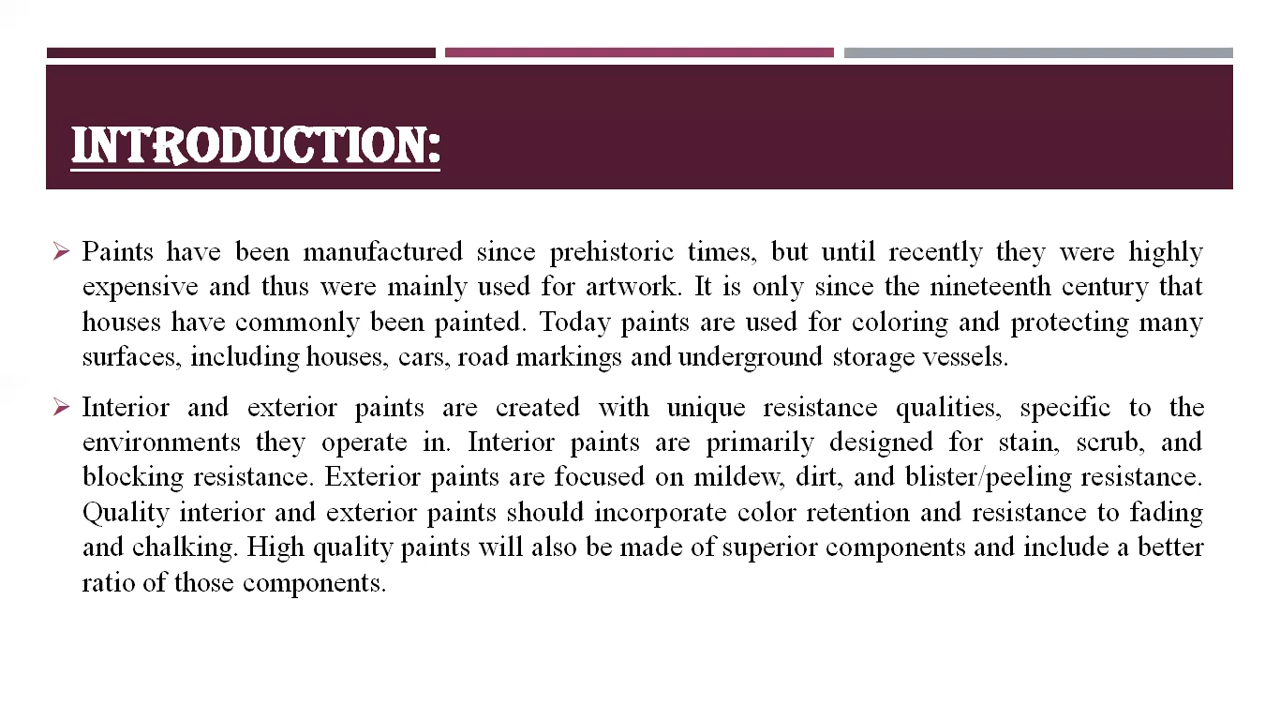 INTRODUCTION:
Paints have been manufactured since prehistoric times, but until recently they were highly
expensive and thus were mainly used for artwork. It is only since the nineteenth century that
houses have commonly been painted. Today paints are used for coloring and protecting many
surfaces, including houses, cars, road markings and underground storage vessels.
Interior and exterior paints are created with unique resistance qualities, specific to the
environments they operate in. Interior paints are primarily designed for stain, scrub, and
blocking resistance. Exterior paints are focused on mildew, dirt, and blister/peeling resistance.
Quality interior and exterior paints should incorporate color retention and resistance to fading
and chalking. High quality paints will also be made of superior components and include a better
ratio of those components.